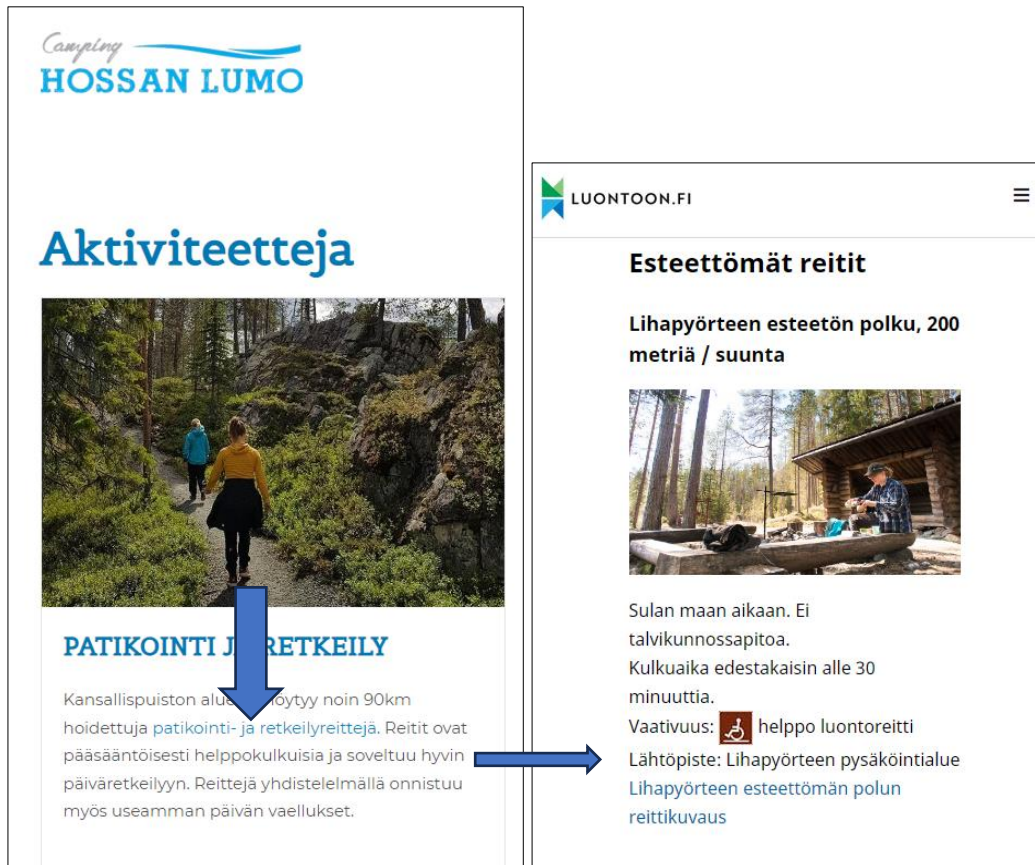 Camping
HOSSAN LUMO
Aktiviteetteja
PATIKOINTI J RETKEILY
Kansallispuiston alue löytyy noin 90km
hoidettuja patikointi- ja retkeilyreittejä. Reitit ovat
pääsääntöisesti helppokulkuisia ja soveltuu hyvin
päiväretkeilyyn. Reittejä yhdistelelmällä onnistuu
myös useamman päivän vaellukset.
LUONTOON.FI
Esteettömät reitit
Lihapyörteen esteetön polku, 200
metriä / suunta
Sulan maan aikaan. Ei
talvikunnossapitoa.
Kulkuaika edestakaisin alle 30
minuuttia.
Vaativuus: helppo luontoreitti
Lähtöpiste: Lihapyörteen pysäköintialue
Lihapyörteen esteettömän polun
reittikuvaus